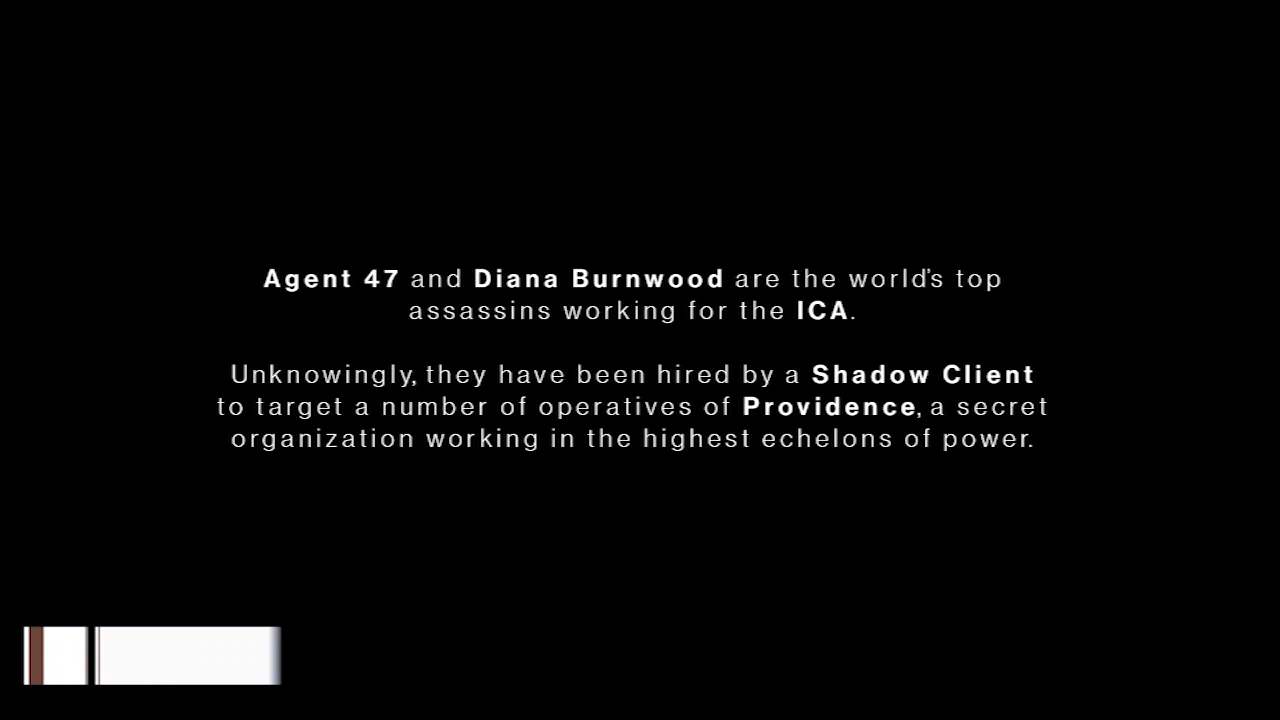 Agent 47 and Diana Burnwood are the world's top
assassins working for the ICA.
Unknowingly, they have been hired by a Shadow Client
to target a number of operatives of Providence, a secret
organization working in the highest echelons of power.